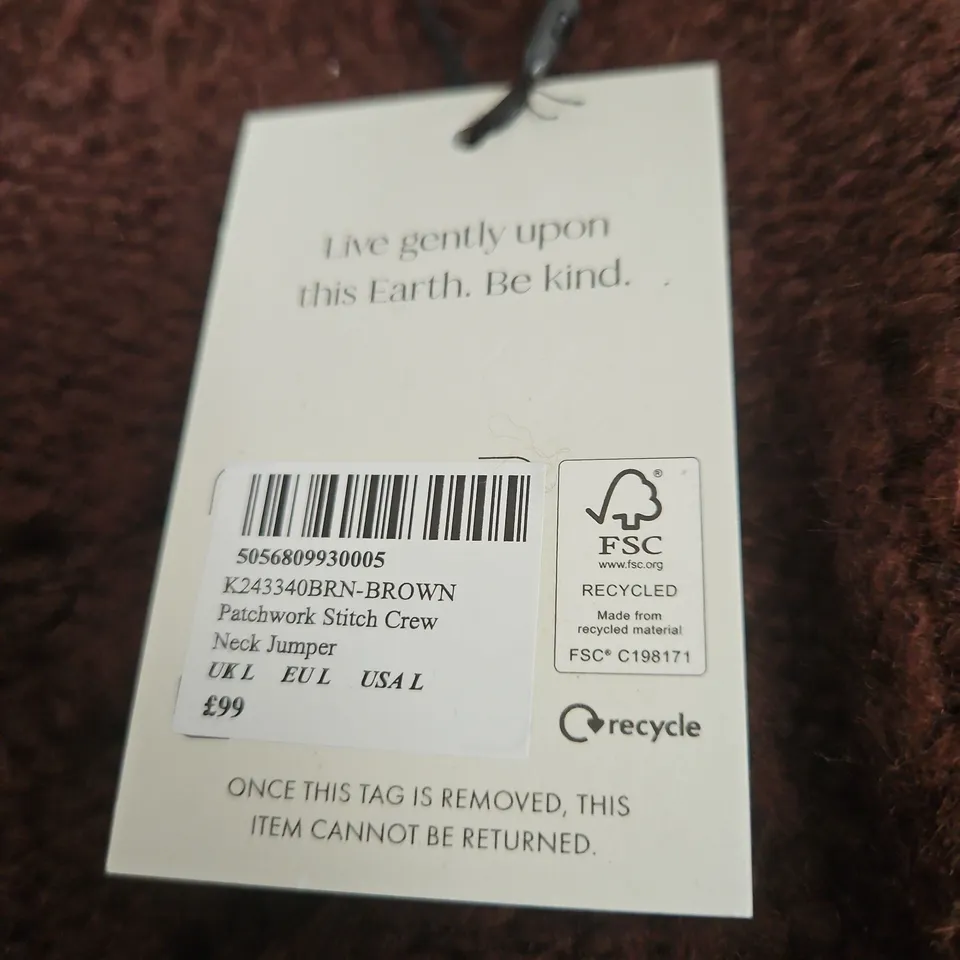 Live gently upon
this Earth. Be kind.
5056809930005
K243340BRN-BROWN
Patchwork Stitch Crew
Neck Jumper
UK L EU L USA L
£99
FSC
®
www.fsc.org
RECYCLED
Made from
recycled material
FSC® C198171
recycle
ONCE THIS TAG IS REMOVED, THIS
ITEM CANNOT BE RETURNED.